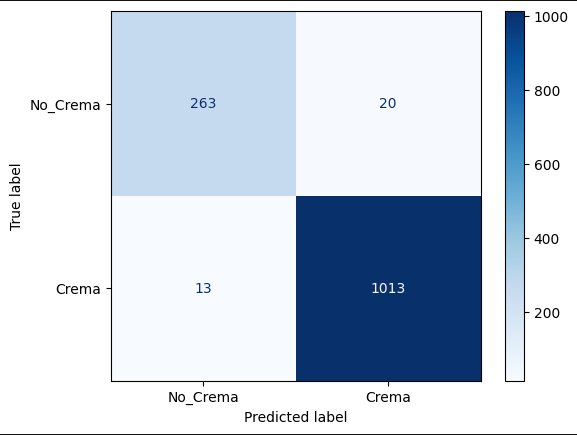 1000
No_Crema 263 20
800
True label
600
400
Crema 13 1013
200
No_Crema Crema
Predicted label